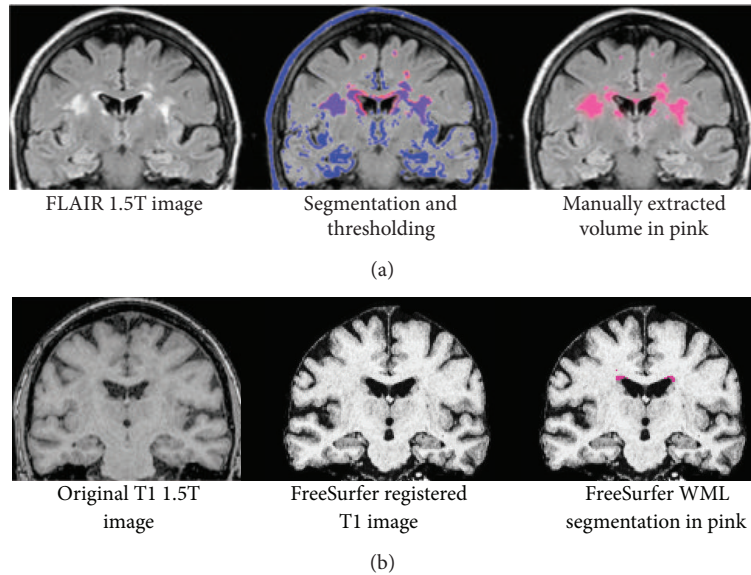 FLAIR 1.5T image
Segmentation and
thresholding
Manually extracted
volume in pink
(a)
Original T1 1.5T
image
FreeSurfer registered
T1 image
FreeSurfer WML
segmentation in pink
(b)